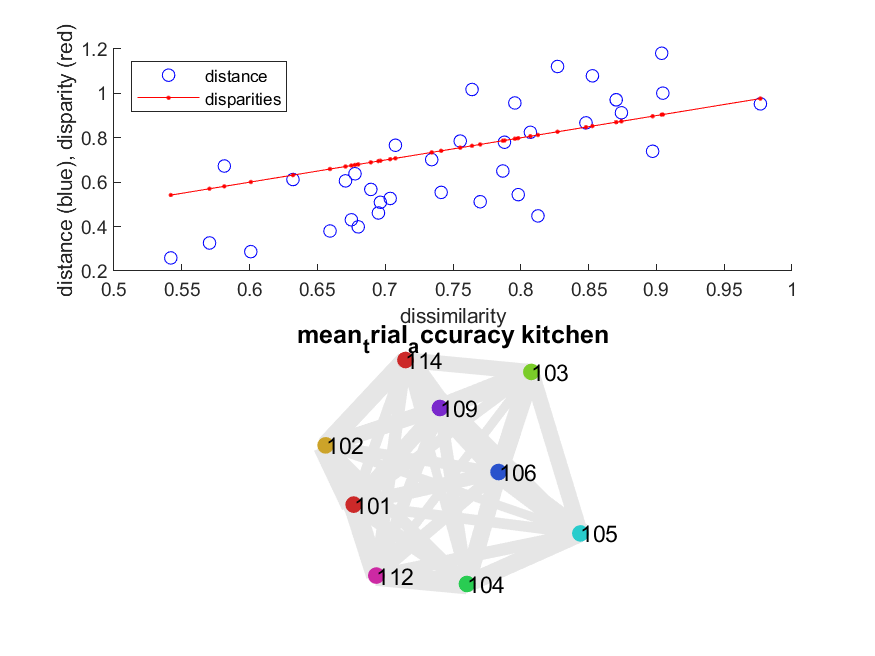 distance (blue), disparity (red)
1.2
1
0.8
0.6
0.4
0.2
distance
disparities
0.5 0.55 0.6 0.65 0.7 0.75 0.8 0.85 0.9 0.95 1
dissimilarity
mean_trial_accuracy kitchen
114
103
109
102
106
101
105
112
104